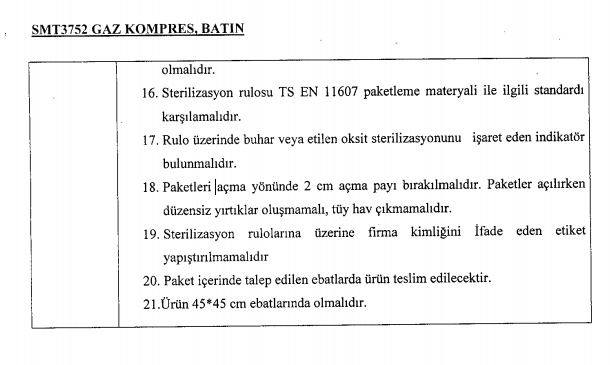 SMT3752 GAZ KOMPRES, BATIN
olmalıdır.
16. Sterilizasyon rulosu TS EN 11607 paketleme materyali ile ilgili standardı
karşılamalıdır.
17. Rulo üzerinde buhar veya etilen oksit sterilizasyonunu işaret eden indikatör
bulunmalıdır.
18. Paketleri açma yönünde 2 cm açma payı bırakılmalıdır. Paketler açılırken
düzensiz yırtıklar oluşmamalı, tüy hav çıkmamalıdır.
19. Sterilizasyon rulolarına üzerine firma kimliğini İfade eden etiket
yapıştırılmamalıdır
20. Paket içerinde talep edilen ebatlarda ürün teslim edilecektir.
21.Ürün 45*45 cm ebatlarında olmalıdır.